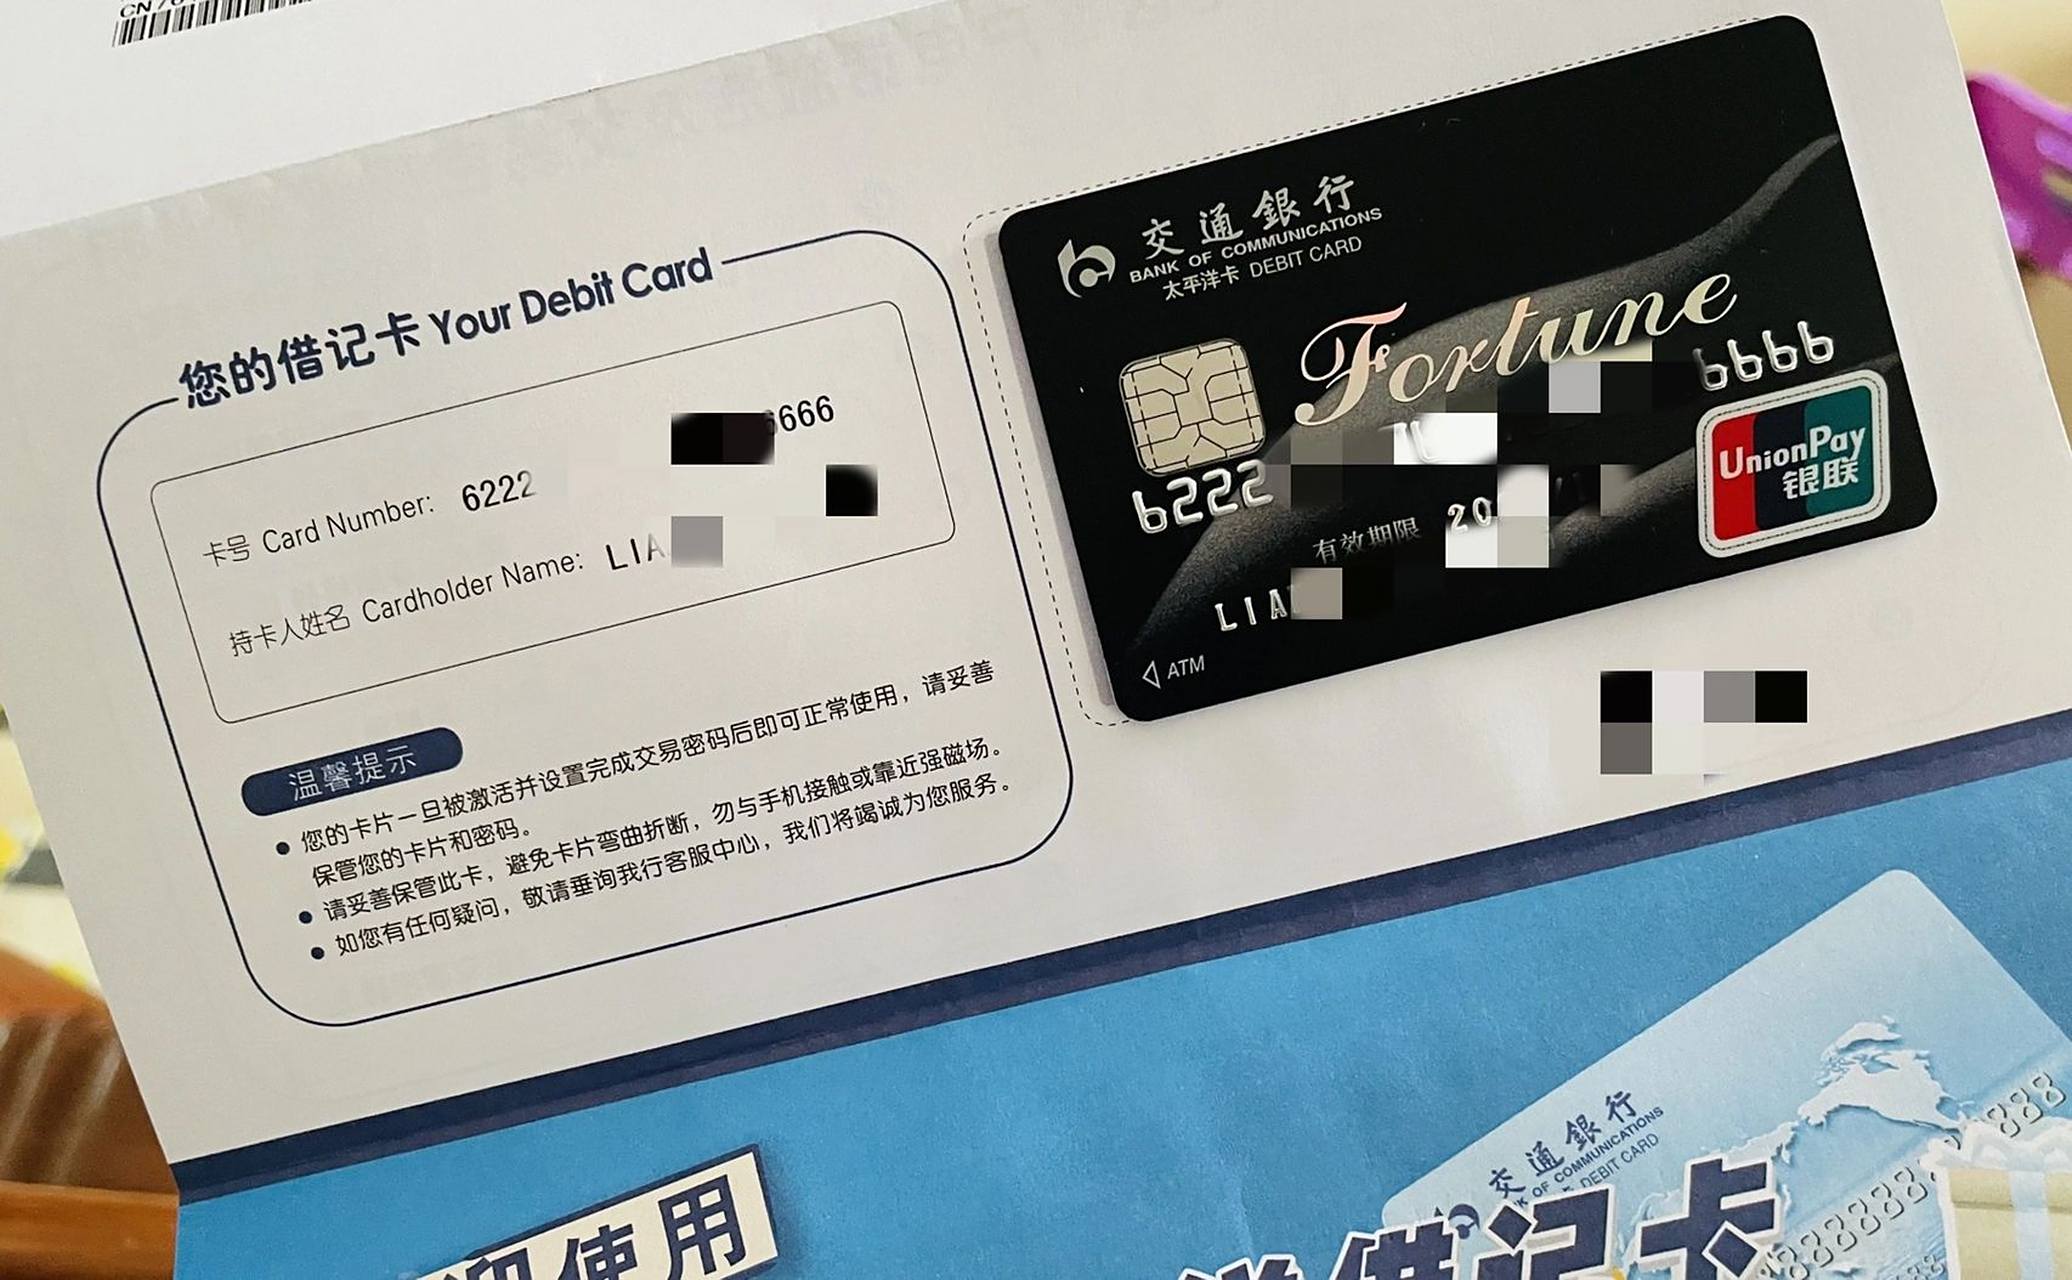 您的借记卡 Your Debit Card
卡号 Card Number: 6222
6666
持卡人姓名 Cardholder Name: LIA
温馨提示
● 您的卡片一旦被激活并设置完成交易密码后即可正常使用，请妥善
保管您的卡片和密码。
● 请妥善保管此卡，避免卡片弯曲折断，勿与手机接触或靠近强磁场。
● 如您有任何疑问，敬请垂询我行客服中心，我们将竭诚为您服务。
交通銀行
BANK OF COMMUNICATIONS
太平洋卡 DEBIT CARD
Fortune
6222
6666
有效期限 20
LIA
ATM
UnionPay
银联
交通銀行
OF COMMUNICATIONS
DEBIT CARD
使用
借记卡